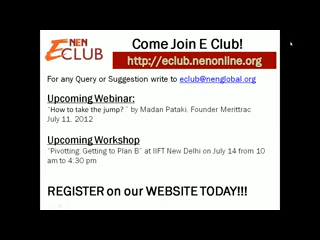 NEN
ECLUB
Come Join E Club!
http://eclub.nenonline.org
For any Query or Suggestion write to eclub@nenglobal.org
Upcoming Webinar:
"How to take the jump? " by Madan Pataki, Founder Merittrac
July 11, 2012
Upcoming Workshop
"Pivotting: Getting to Plan B" at IIFT New Delhi on July 14 from 10
am to 4:30 pm
REGISTER on our WEBSITE TODAY!!!